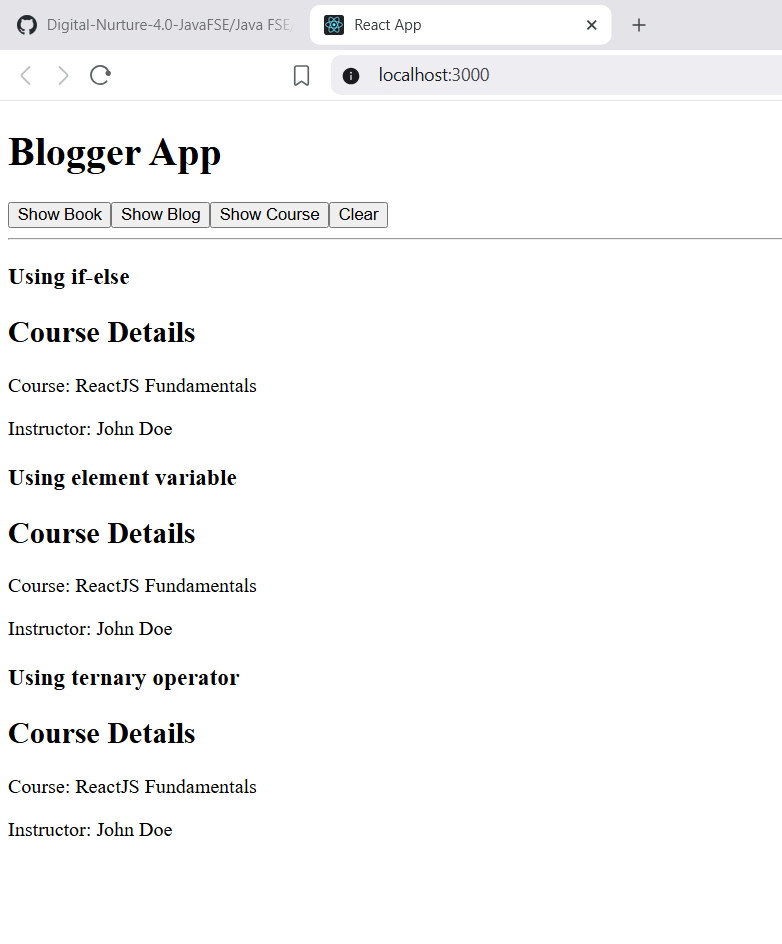 Digital-Nurture-4.0-JavaFSE/Java FSE/
React App
localhost:3000
Blogger App
Show Book Show Blog Show Course Clear
Using if-else
Course Details
Course: ReactJS Fundamentals
Instructor: John Doe
Using element variable
Course Details
Course: ReactJS Fundamentals
Instructor: John Doe
Using ternary operator
Course Details
Course: ReactJS Fundamentals
Instructor: John Doe